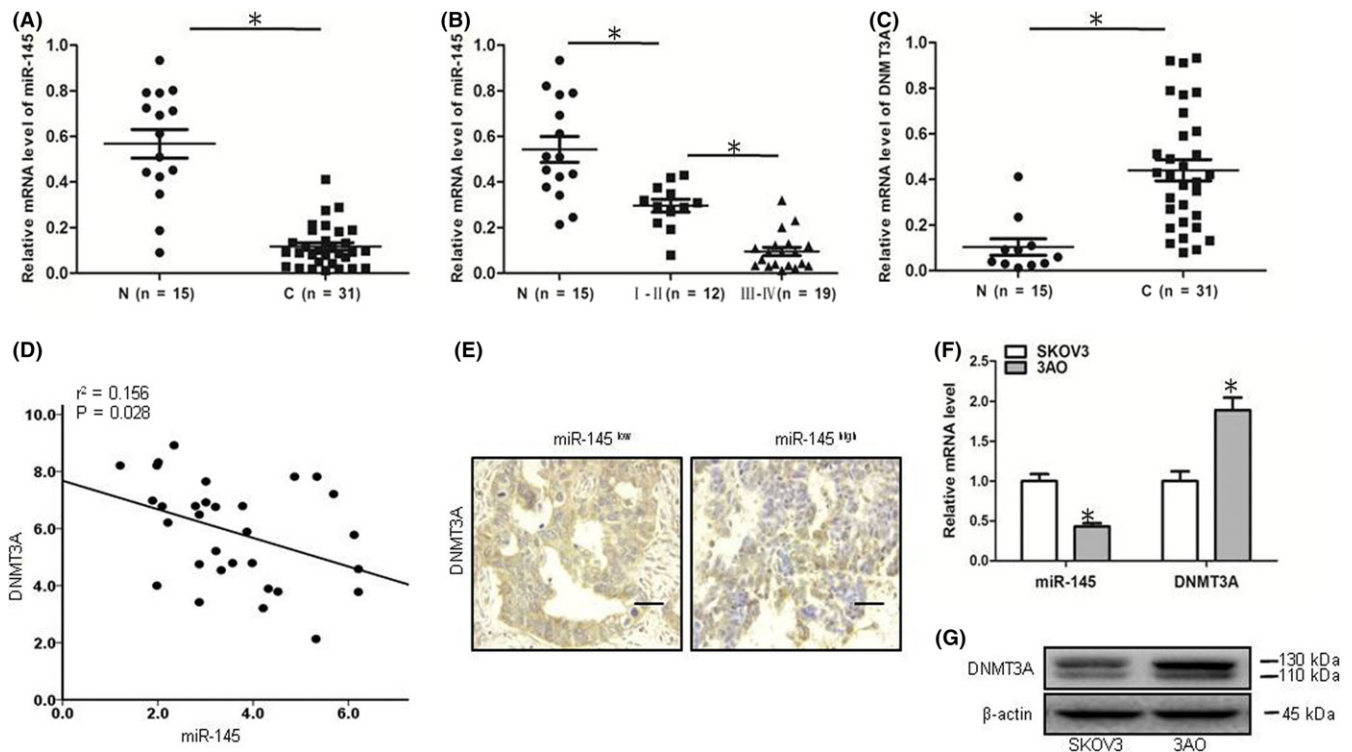 (A)
*
Relative mRNA level of miR-145
1.0
0.8
0.6
0.4
0.2
0.0
N (n = 15)
C (n = 31)
(B)
*
*
Relative mRNA level of miR-145
1.0
0.8
0.6
0.4
0.2
0.0
N (n = 15)
Ⅰ-Ⅱ(n = 12)
Ⅲ-Ⅳ(n = 19)
(C)
*
Relative mRNA level of DNMT3A
1.0
0.8
0.6
0.4
0.2
0.0
N (n = 15)
C (n = 31)
(D)
r² = 0.156
P = 0.028
DNMT3A
10.0
8.0
6.0
4.0
2.0
0.0
0.0
2.0
4.0
6.0
miR-145
(E)
miR-145 low
miR-145 high
DNMT3A
(F)
SKOV3
3AO
Relative mRNA level
2.5
2.0
1.5
1.0
0.5
0.0
*
*
miR-145
DNMT3A
(G)
DNMT3A
130 kDa
110 kDa
β-actin
45 kDa
SKOV3
3AO